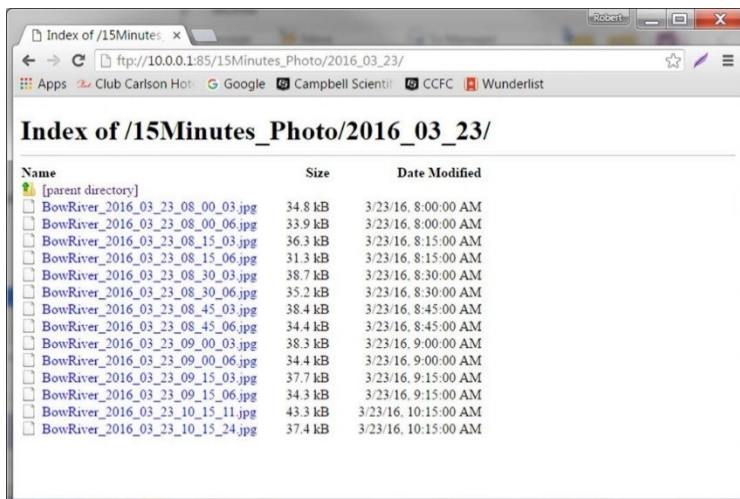 Robert
Index of /15Minutes_
ftp://10.0.0.1:85/15Minutes_Photo/2016_03_23/
Apps Club Carlson Hot G Google Campbell Scienti CCFC Wunderlist
Index of /15Minutes_Photo/2016_03_23/
Name Size Date Modified
[parent directory]
BowRiver_2016_03_23_08_00_03.jpg 34.8 kB 3/23/16, 8:00:00 AM
BowRiver_2016_03_23_08_00_06.jpg 33.9 kB 3/23/16, 8:00:00 AM
BowRiver_2016_03_23_08_15_03.jpg 36.3 kB 3/23/16, 8:15:00 AM
BowRiver_2016_03_23_08_15_06.jpg 31.3 kB 3/23/16, 8:15:00 AM
BowRiver_2016_03_23_08_30_03.jpg 38.7 kB 3/23/16, 8:30:00 AM
BowRiver_2016_03_23_08_30_06.jpg 35.2 kB 3/23/16, 8:30:00 AM
BowRiver_2016_03_23_08_45_03.jpg 38.4 kB 3/23/16, 8:45:00 AM
BowRiver_2016_03_23_08_45_06.jpg 34.4 kB 3/23/16, 8:45:00 AM
BowRiver_2016_03_23_09_00_03.jpg 38.3 kB 3/23/16, 9:00:00 AM
BowRiver_2016_03_23_09_00_06.jpg 34.4 kB 3/23/16, 9:00:00 AM
BowRiver_2016_03_23_09_15_03.jpg 37.7 kB 3/23/16, 9:15:00 AM
BowRiver_2016_03_23_09_15_06.jpg 34.3 kB 3/23/16, 9:15:00 AM
BowRiver_2016_03_23_10_15_11.jpg 43.3 kB 3/23/16, 10:15:00 AM
BowRiver_2016_03_23_10_15_24.jpg 37.4 kB 3/23/16, 10:15:00 AM